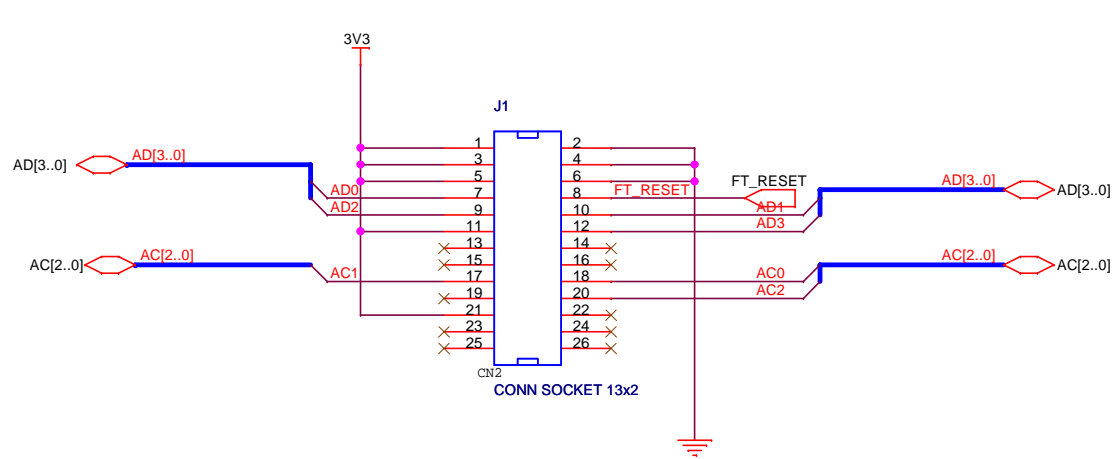 3V3
J1
1 2
3 4
AD[3..0] AD[3..0]
5 6
AD[3..0] AD[3..0]
FT_RESET
AD0 7 8 FT_RESET
AD2 9 10 AD1
11 12 AD3
13 14
AC[2..0] AC[2..0]
15 16
AC[2..0] AC[2..0]
AC1 17 18 AC0
19 20 AC2
21 22
23 24
25 26
CN2
CONN SOCKET 13x2